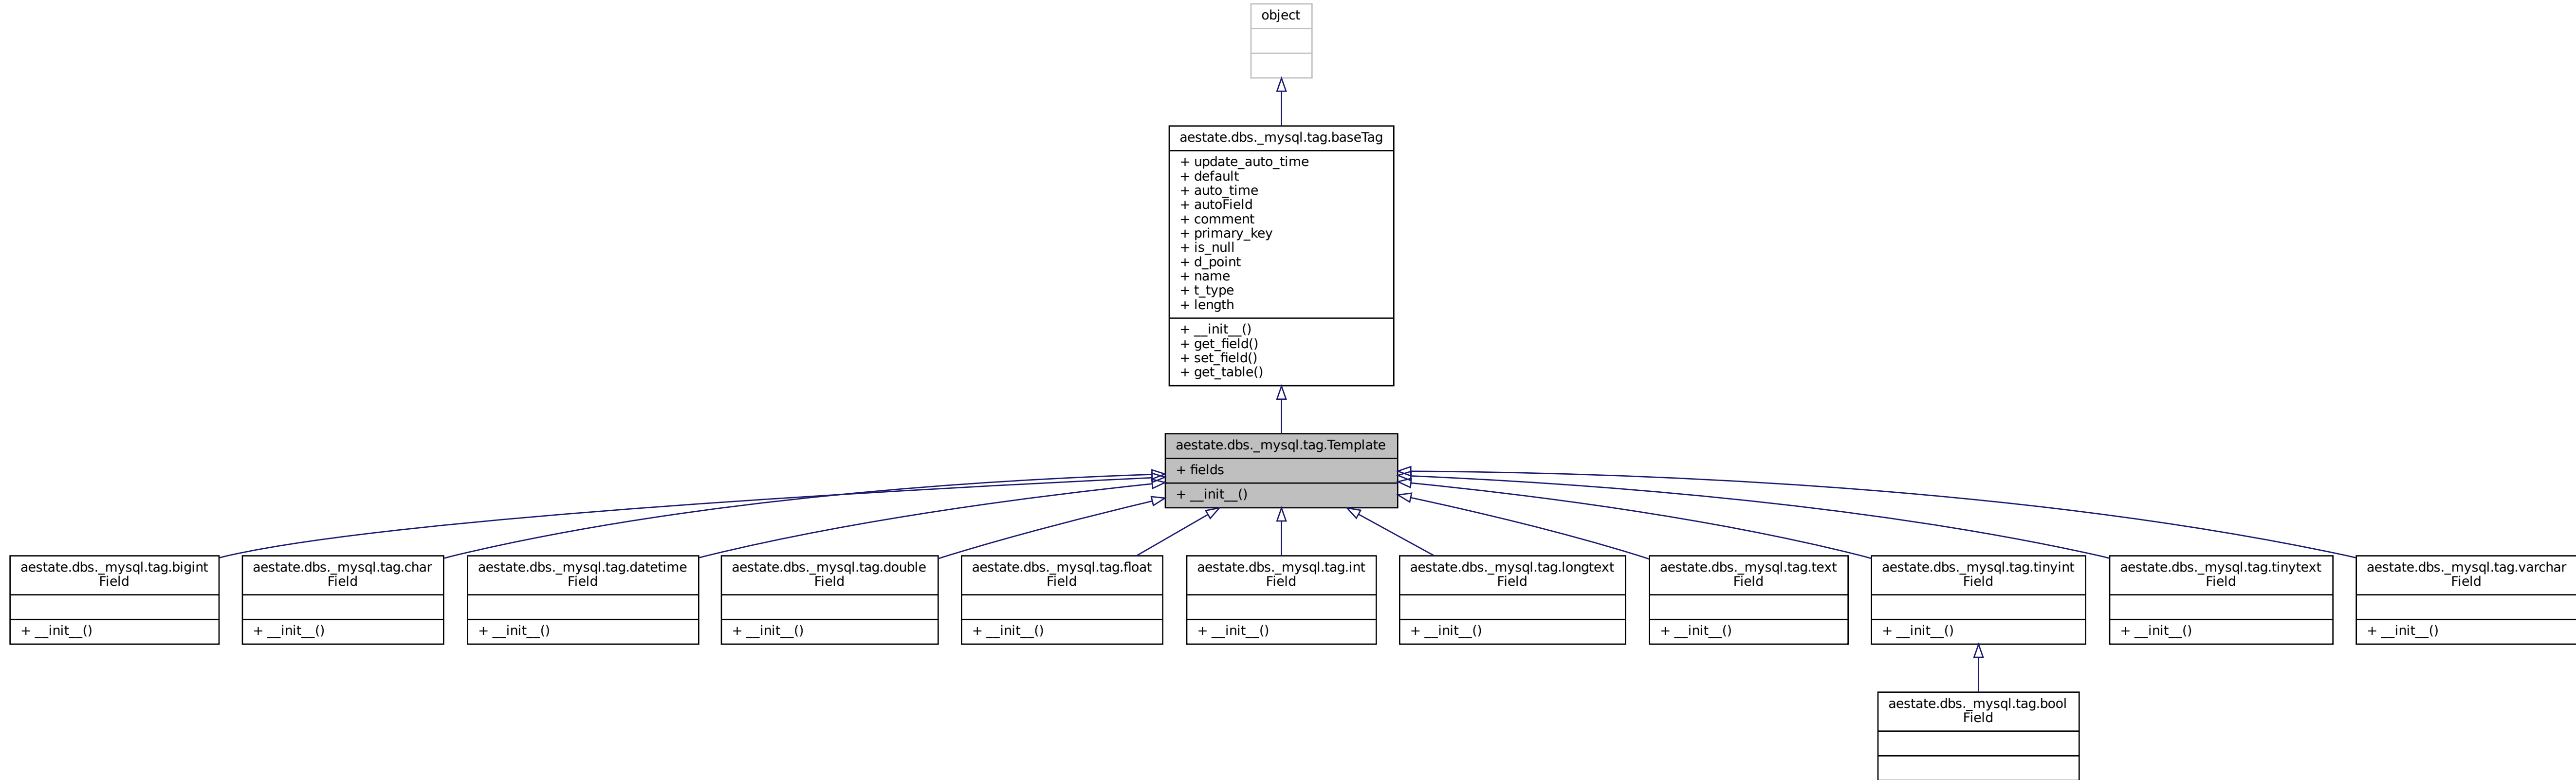 object
aestate.dbs._mysql.tag.baseTag
+ update_auto_time
+ default
+ auto_time
+ autoField
+ comment
+ primary_key
+ is_null
+ d_point
+ name
+ t_type
+ length
+ __init__()
+ get_field()
+ set_field()
+ get_table()
aestate.dbs._mysql.tag.Template
+ fields
+ __init__()
aestate.dbs._mysql.tag.bigint
Field
+ __init__()
aestate.dbs._mysql.tag.char
Field
+ __init__()
aestate.dbs._mysql.tag.datetime
Field
+ __init__()
aestate.dbs._mysql.tag.double
Field
+ __init__()
aestate.dbs._mysql.tag.float
Field
+ __init__()
aestate.dbs._mysql.tag.int
Field
+ __init__()
aestate.dbs._mysql.tag.longtext
Field
+ __init__()
aestate.dbs._mysql.tag.text
Field
+ __init__()
aestate.dbs._mysql.tag.tinyint
Field
+ __init__()
aestate.dbs._mysql.tag.tinytext
Field
+ __init__()
aestate.dbs._mysql.tag.varchar
Field
+ __init__()
aestate.dbs._mysql.tag.bool
Field